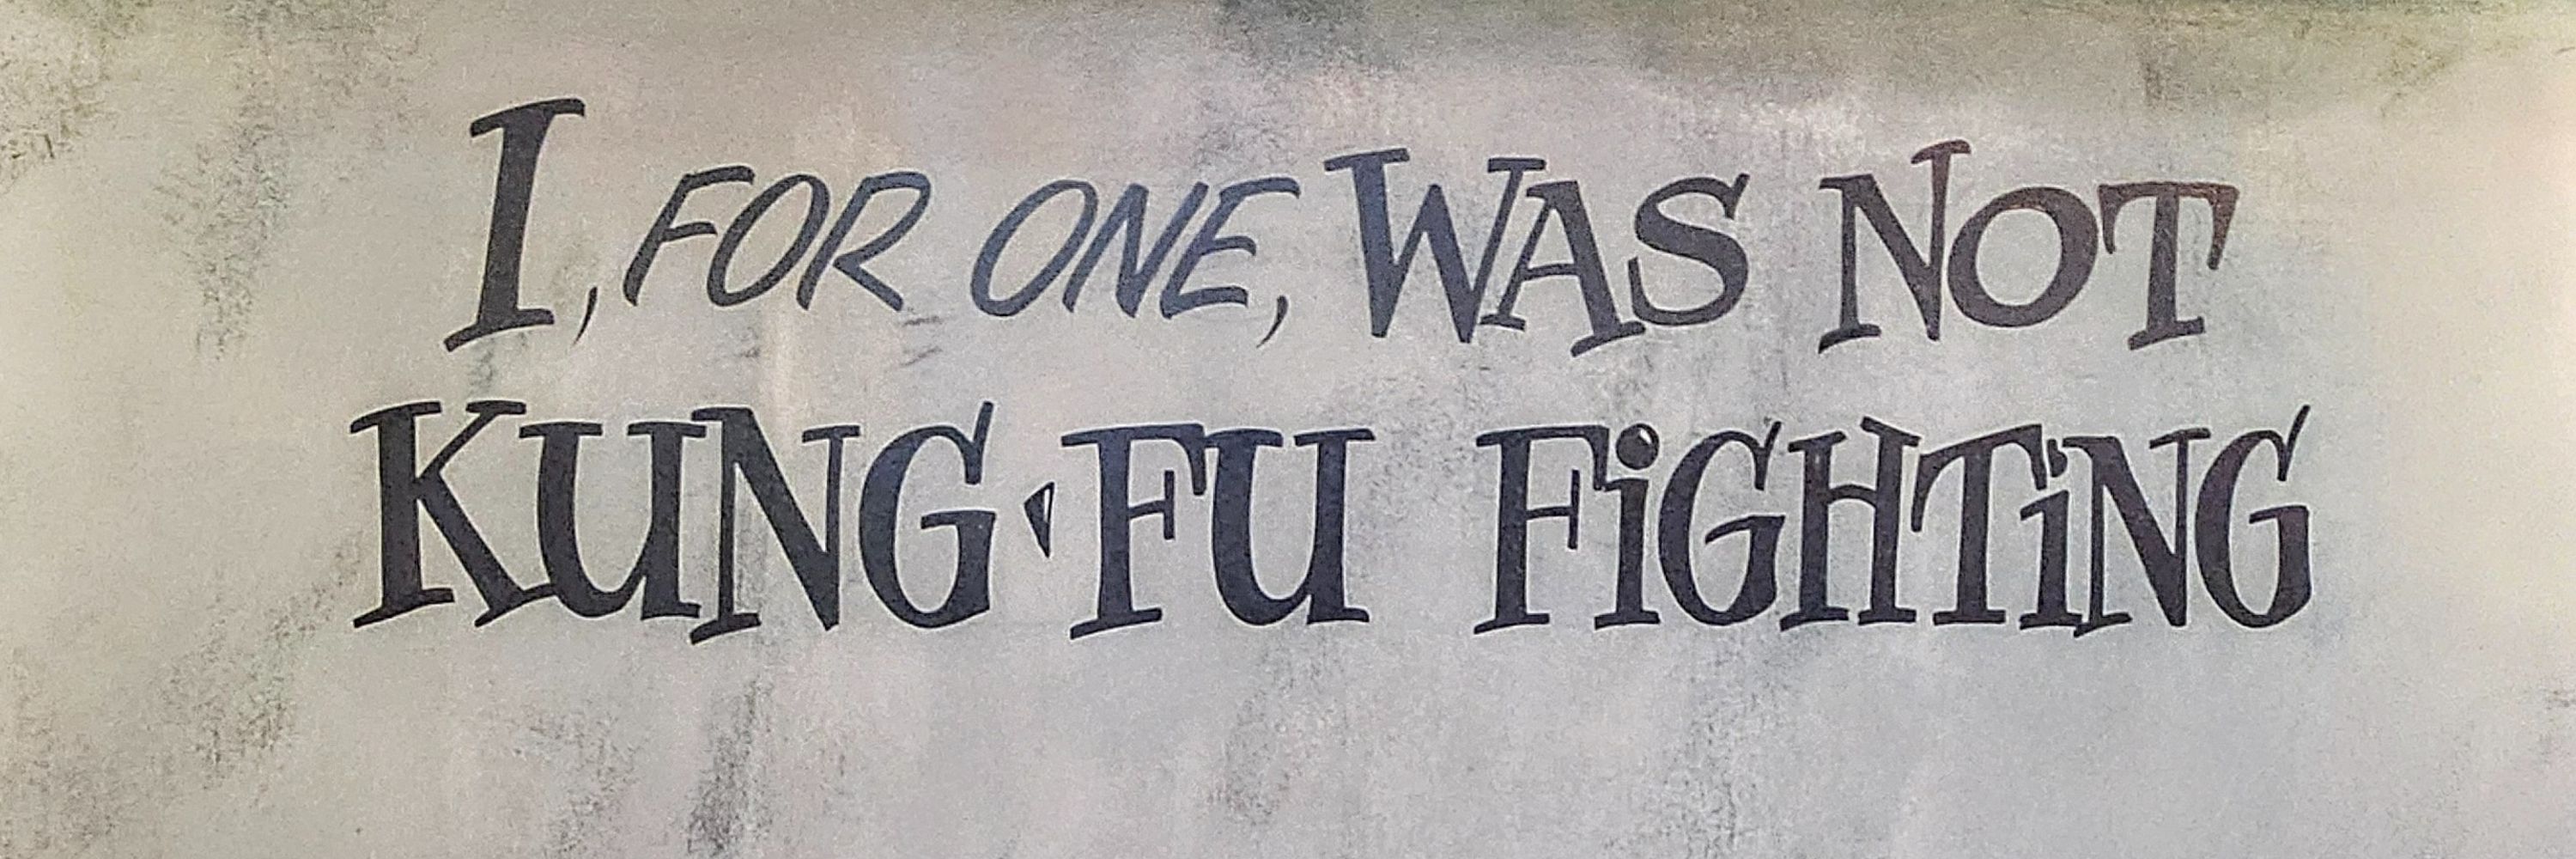 I, FOR ONE, WAS NOT
KUNG-FU FiGHTiNG